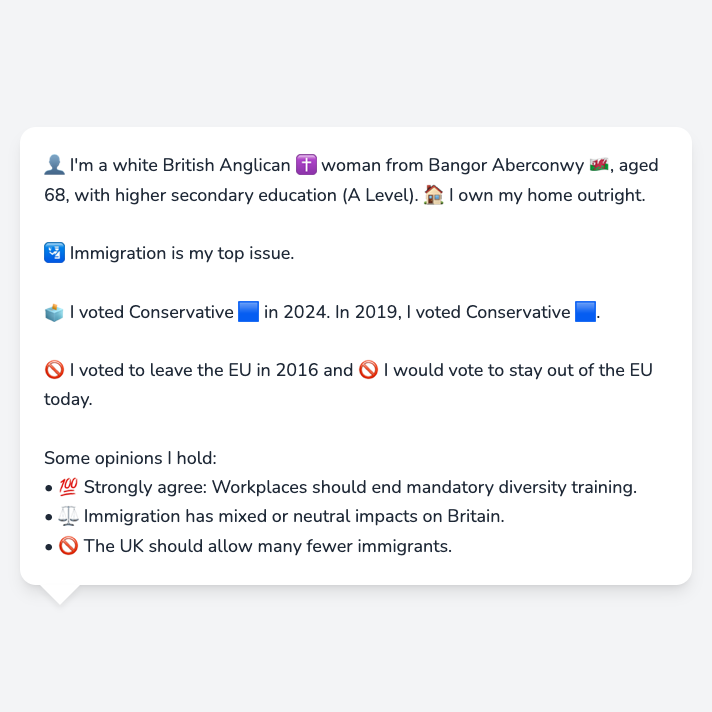 👤 I'm a white British Anglican ✝️ woman from Bangor Aberconwy 🏴󠁧󠁢󠁷󠁬󠁳󠁿, aged
68, with higher secondary education (A Level). 🏠 I own my home outright.
🛂 Immigration is my top issue.
🗳️ I voted Conservative 🟦 in 2024. In 2019, I voted Conservative 🟦.
🚫 I voted to leave the EU in 2016 and 🚫 I would vote to stay out of the EU
today.
Some opinions I hold:
• 💯 Strongly agree: Workplaces should end mandatory diversity training.
• ⚖️ Immigration has mixed or neutral impacts on Britain.
• 🚫 The UK should allow many fewer immigrants.